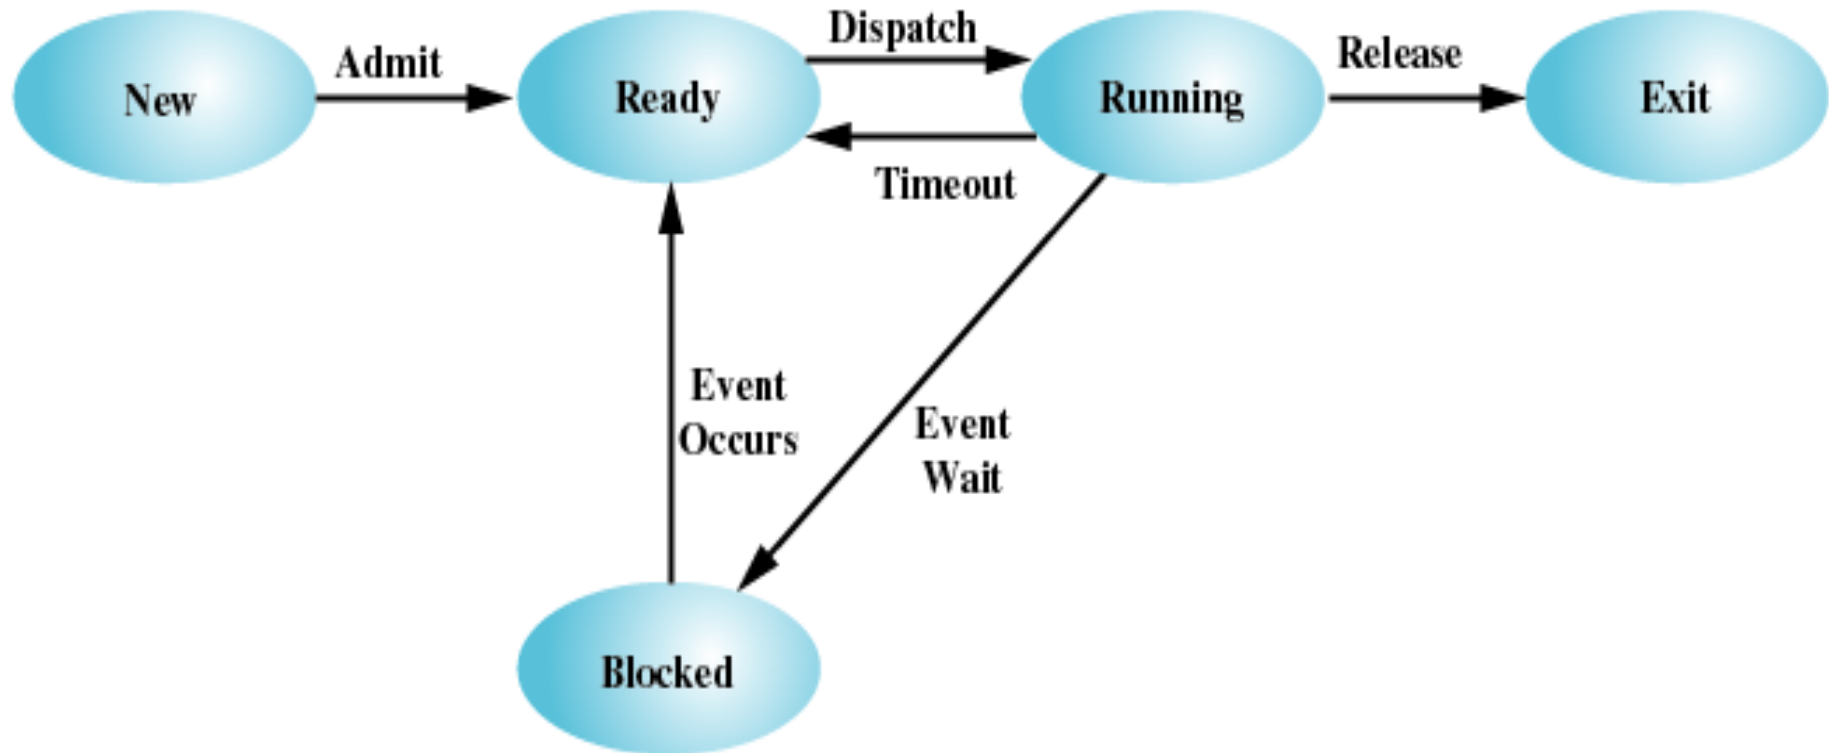 New
Admit
Ready
Dispatch
Timeout
Running
Release
Exit
Event
Occurs
Event
Wait
Blocked